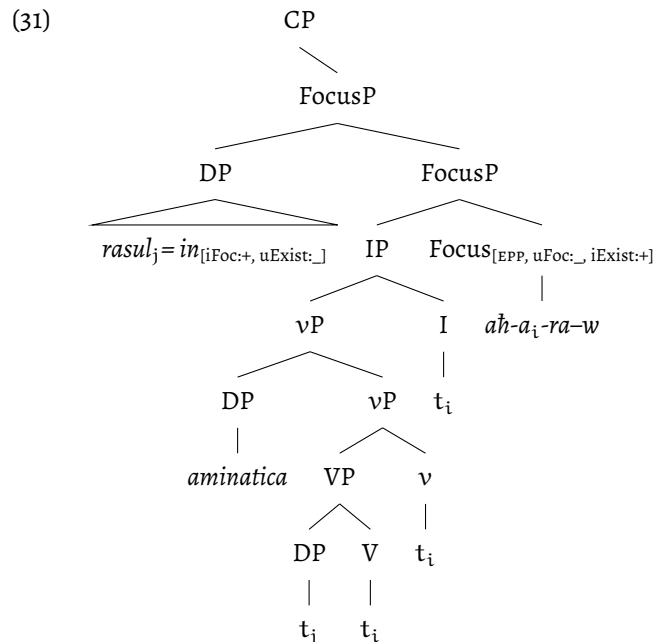 (31) CP
FocusP
DP FocusP
rasulj = in[iFoc:+, uExist:_] IP Focus[EPP, uFoc:_, iExist:+]
vP I aħ-ai-ra–w
DP vP ti
aminatica VP v
DP V ti
tj ti